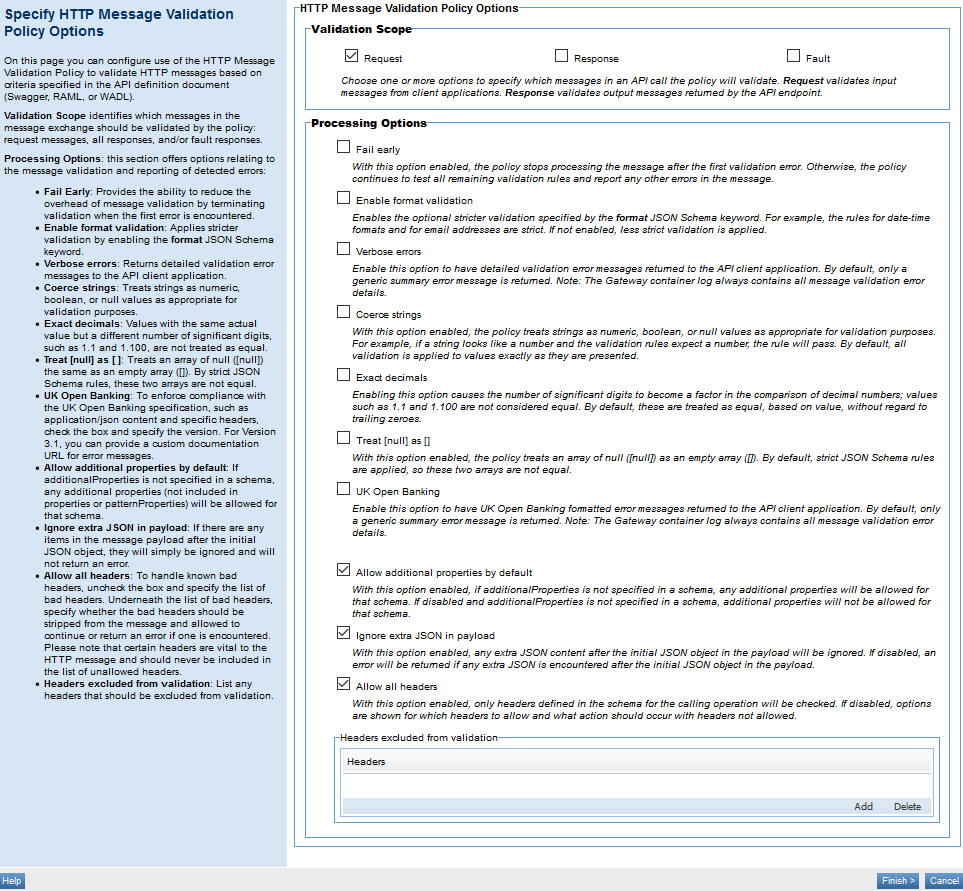 Specify HTTP Message Validation
Policy Options
On this page you can configure use of the HTTP Message
Validation Policy to validate HTTP messages based on
criteria specified in the API definition document
(Swagger, RAML, or WADL).
Validation Scope identifies which messages in the
message exchange should be validated by the policy:
request messages, all responses, and/or fault responses.
Processing Options: this section offers options relating to
the message validation and reporting of detected errors:
• Fail Early: Provides the ability to reduce the
overhead of message validation by terminating
validation when the first error is encountered.
• Enable format validation: Applies stricter
validation by enabling the format JSON Schema
keyword.
• Verbose errors: Returns detailed validation error
messages to the API client application.
• Coerce strings: Treats strings as numeric,
boolean, or null values as appropriate for
validation purposes.
• Exact decimals: Values with the same actual
value but a different number of significant digits,
such as 1.1 and 1.100, are not treated as equal.
• Treat [null] as [ ]: Treats an array of null ([null])
the same as an empty array ([]). By strict JSON
Schema rules, these two arrays are not equal.
• UK Open Banking: To enforce compliance with
the UK Open Banking specification, such as
application/json content and specific headers,
check the box and specify the version. For Version
3.1, you can provide a custom documentation
URL for error messages.
• Allow additional properties by default: If
additionalProperties is not specified in a schema,
any additional properties (not included in
properties or patternProperties) will be allowed for
that schema.
• Ignore extra JSON in payload: If there are any
items in the message payload after the initial
JSON object, they will simply be ignored and will
not return an error.
• Allow all headers: To handle known bad
headers, uncheck the box and specify the list of
bad headers. Underneath the list of bad headers,
specify whether the bad headers should be
stripped from the message and allowed to
continue or return an error if one is encountered.
Please note that certain headers are vital to the
HTTP message and should never be included in
the list of unallowed headers.
• Headers excluded from validation: List any
headers that should be excluded from validation.
HTTP Message Validation Policy Options
Validation Scope
Request Response Fault
Choose one or more options to specify which messages in an API call the policy will validate. Request validates input
messages from client applications. Response validates output messages returned by the API endpoint.
Processing Options
Fail early
With this option enabled, the policy stops processing the message after the first validation error. Otherwise, the policy
continues to test all remaining validation rules and report any other errors in the message.
Enable format validation
Enables the optional stricter validation specified by the format JSON Schema keyword. For example, the rules for date-time
formats and for email addresses are strict. If not enabled, less strict validation is applied.
Verbose errors
Enable this option to have detailed validation error messages returned to the API client application. By default, only a
generic summary error message is returned. Note: The Gateway container log always contains all message validation error
details.
Coerce strings
With this option enabled, the policy treats strings as numeric, boolean, or null values as appropriate for validation purposes.
For example, if a string looks like a number and the validation rules expect a number, the rule will pass. By default, all
validation is applied to values exactly as they are presented.
Exact decimals
Enabling this option causes the number of significant digits to become a factor in the comparison of decimal numbers; values
such as 1.1 and 1.100 are not considered equal. By default, these are treated as equal, based on value, without regard to
trailing zeroes.
Treat [null] as []
With this option enabled, the policy treats an array of null ([null]) as an empty array ([]). By default, strict JSON Schema rules
are applied, so these two arrays are not equal.
UK Open Banking
Enable this option to have UK Open Banking formatted error messages returned to the API client application. By default, only
a generic summary error message is returned. Note: The Gateway container log always contains all message validation error
details.
Allow additional properties by default
With this option enabled, if additionalProperties is not specified in a schema, any additional properties will be allowed for
that schema. If disabled and additionalProperties is not specified in a schema, additional properties will not be allowed for
that schema.
Ignore extra JSON in payload
With this option enabled, any extra JSON content after the initial JSON object in the payload will be ignored. If disabled, an
error will be returned if any extra JSON is encountered after the initial JSON object in the payload.
Allow all headers
With this option enabled, only headers defined in the schema for the calling operation will be checked. If disabled, options
are shown for which headers to allow and what action should occur with headers not allowed.
Headers excluded from validation
Headers
Add Delete
Help Finish > Cancel